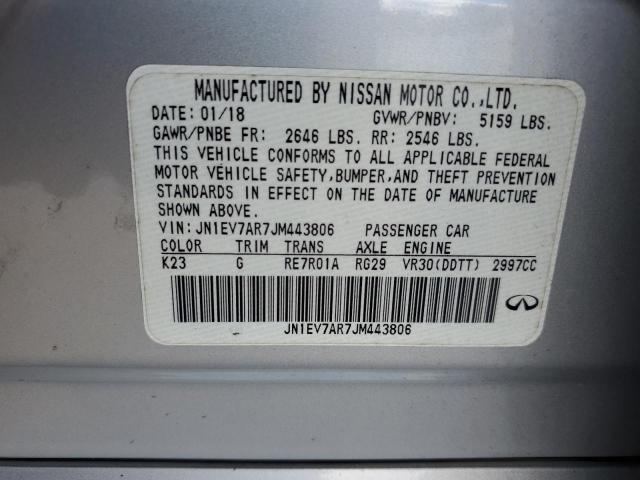 MANUFACTURED BY NISSAN MOTOR CO.,LTD.
DATE: 01/18 GVWR/PNBV: 5159 LBS.
GAWR/PNBE FR: 2646 LBS. RR: 2546 LBS.
THIS VEHICLE CONFORMS TO ALL APPLICABLE FEDERAL
MOTOR VEHICLE SAFETY,BUMPER,AND THEFT PREVENTION
STANDARDS IN EFFECT ON THE DATE OF MANUFACTURE
SHOWN ABOVE.
VIN: JN1EV7AR7JM443806 PASSENGER CAR
COLOR TRIM TRANS AXLE ENGINE
K23 G RE7R01A RG29 VR30(DDTT) 2997CC
JN1EV7AR7JM443806